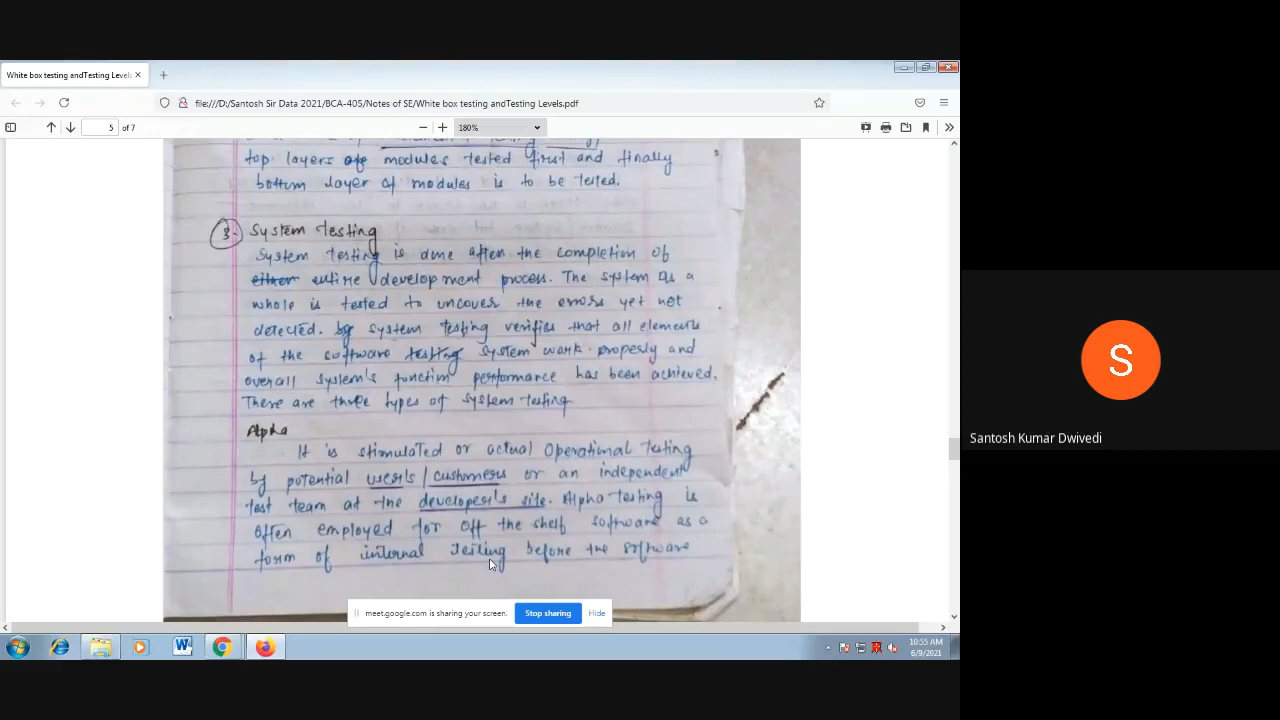 White box testing andTesting Level:
file:///D:/Santosh Sir Data 2021/BCA-405/Notes of SE/White box testing andTesting Levels.pdf
5 of 7
180%
top layers of modules tested first and finally
bottom layer of modules is to be tested.
3. System testing
System testing is done after the completion of
either entire development process. The system as a
whole is tested to uncover the errors yet not
detected. by system testing verifies that all elements
of the software testing system work properly and
overall system's function performance has been achieved.
There are three types of system testing
Alpha
It is stimulated or actual Operational testing
by potential users/customers or an independent
test team at the developer's site. Alpha testing is
often employed for off the shelf software as a
form of internal testing before the software
meet.google.com is sharing your screen.
Stop sharing
Hide
10:55 AM
6/9/2021
S
Santosh Kumar Dwivedi